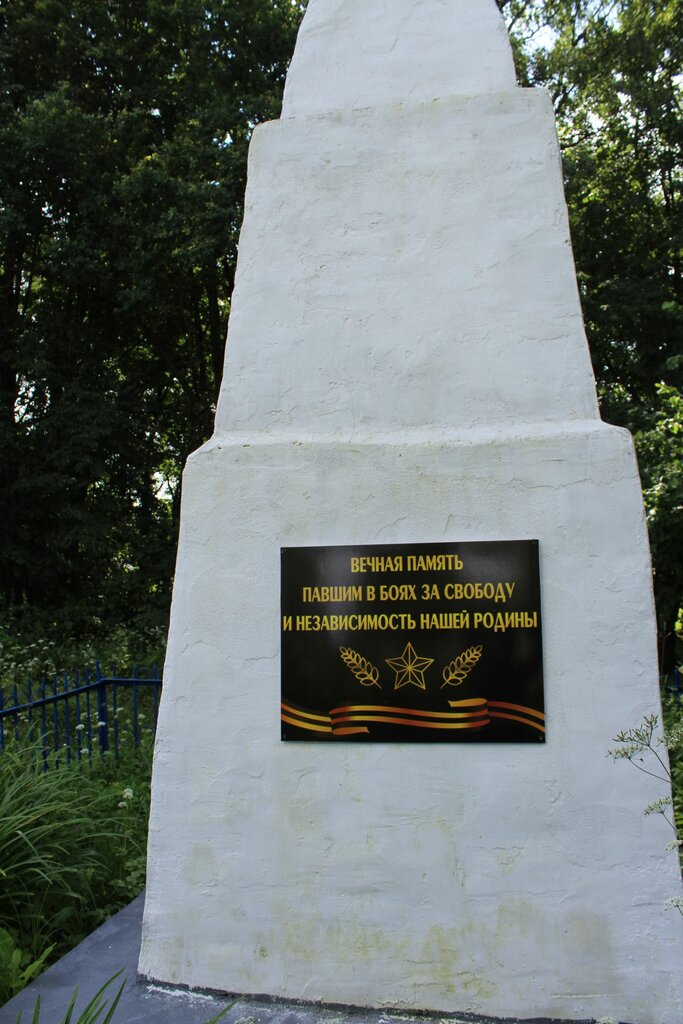 ВЕЧНАЯ ПАМЯТЬ
ПАВШИМ В БОЯХ ЗА СВОБОДУ
И НЕЗАВИСИМОСТЬ НАШЕЙ РОДИНЫ